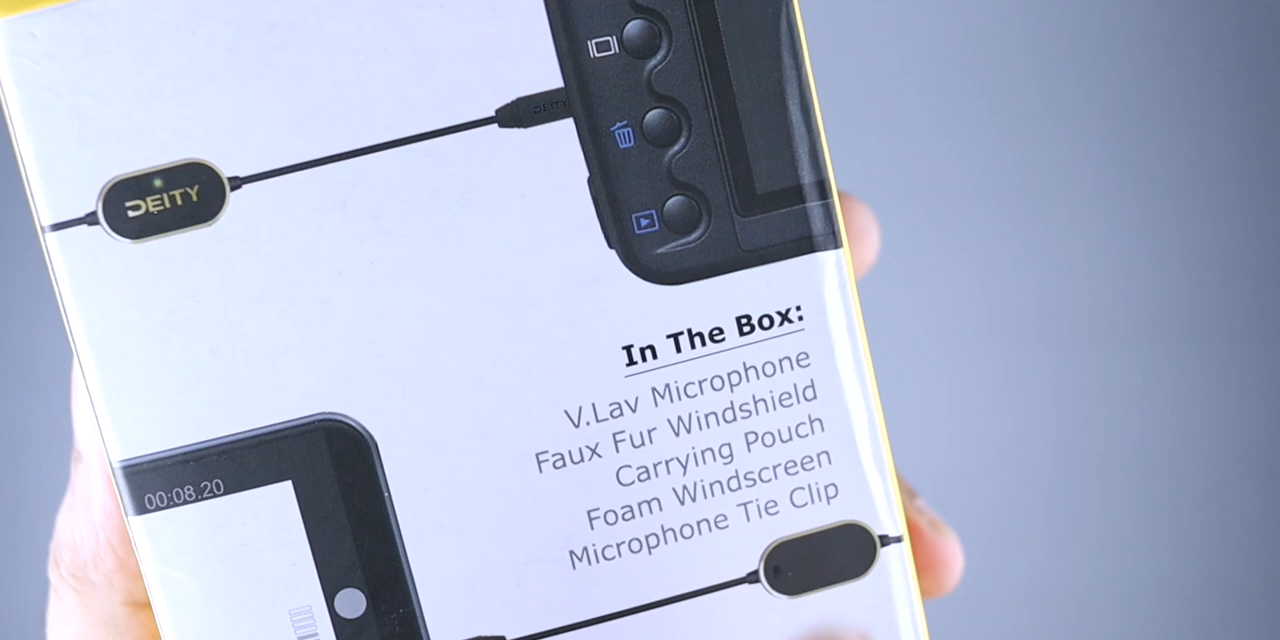 DEITY
DEITY
In The Box:
V.Lav Microphone
Faux Fur Windshield
Carrying Pouch
Foam Windscreen
Microphone Tie Clip
00:08.20